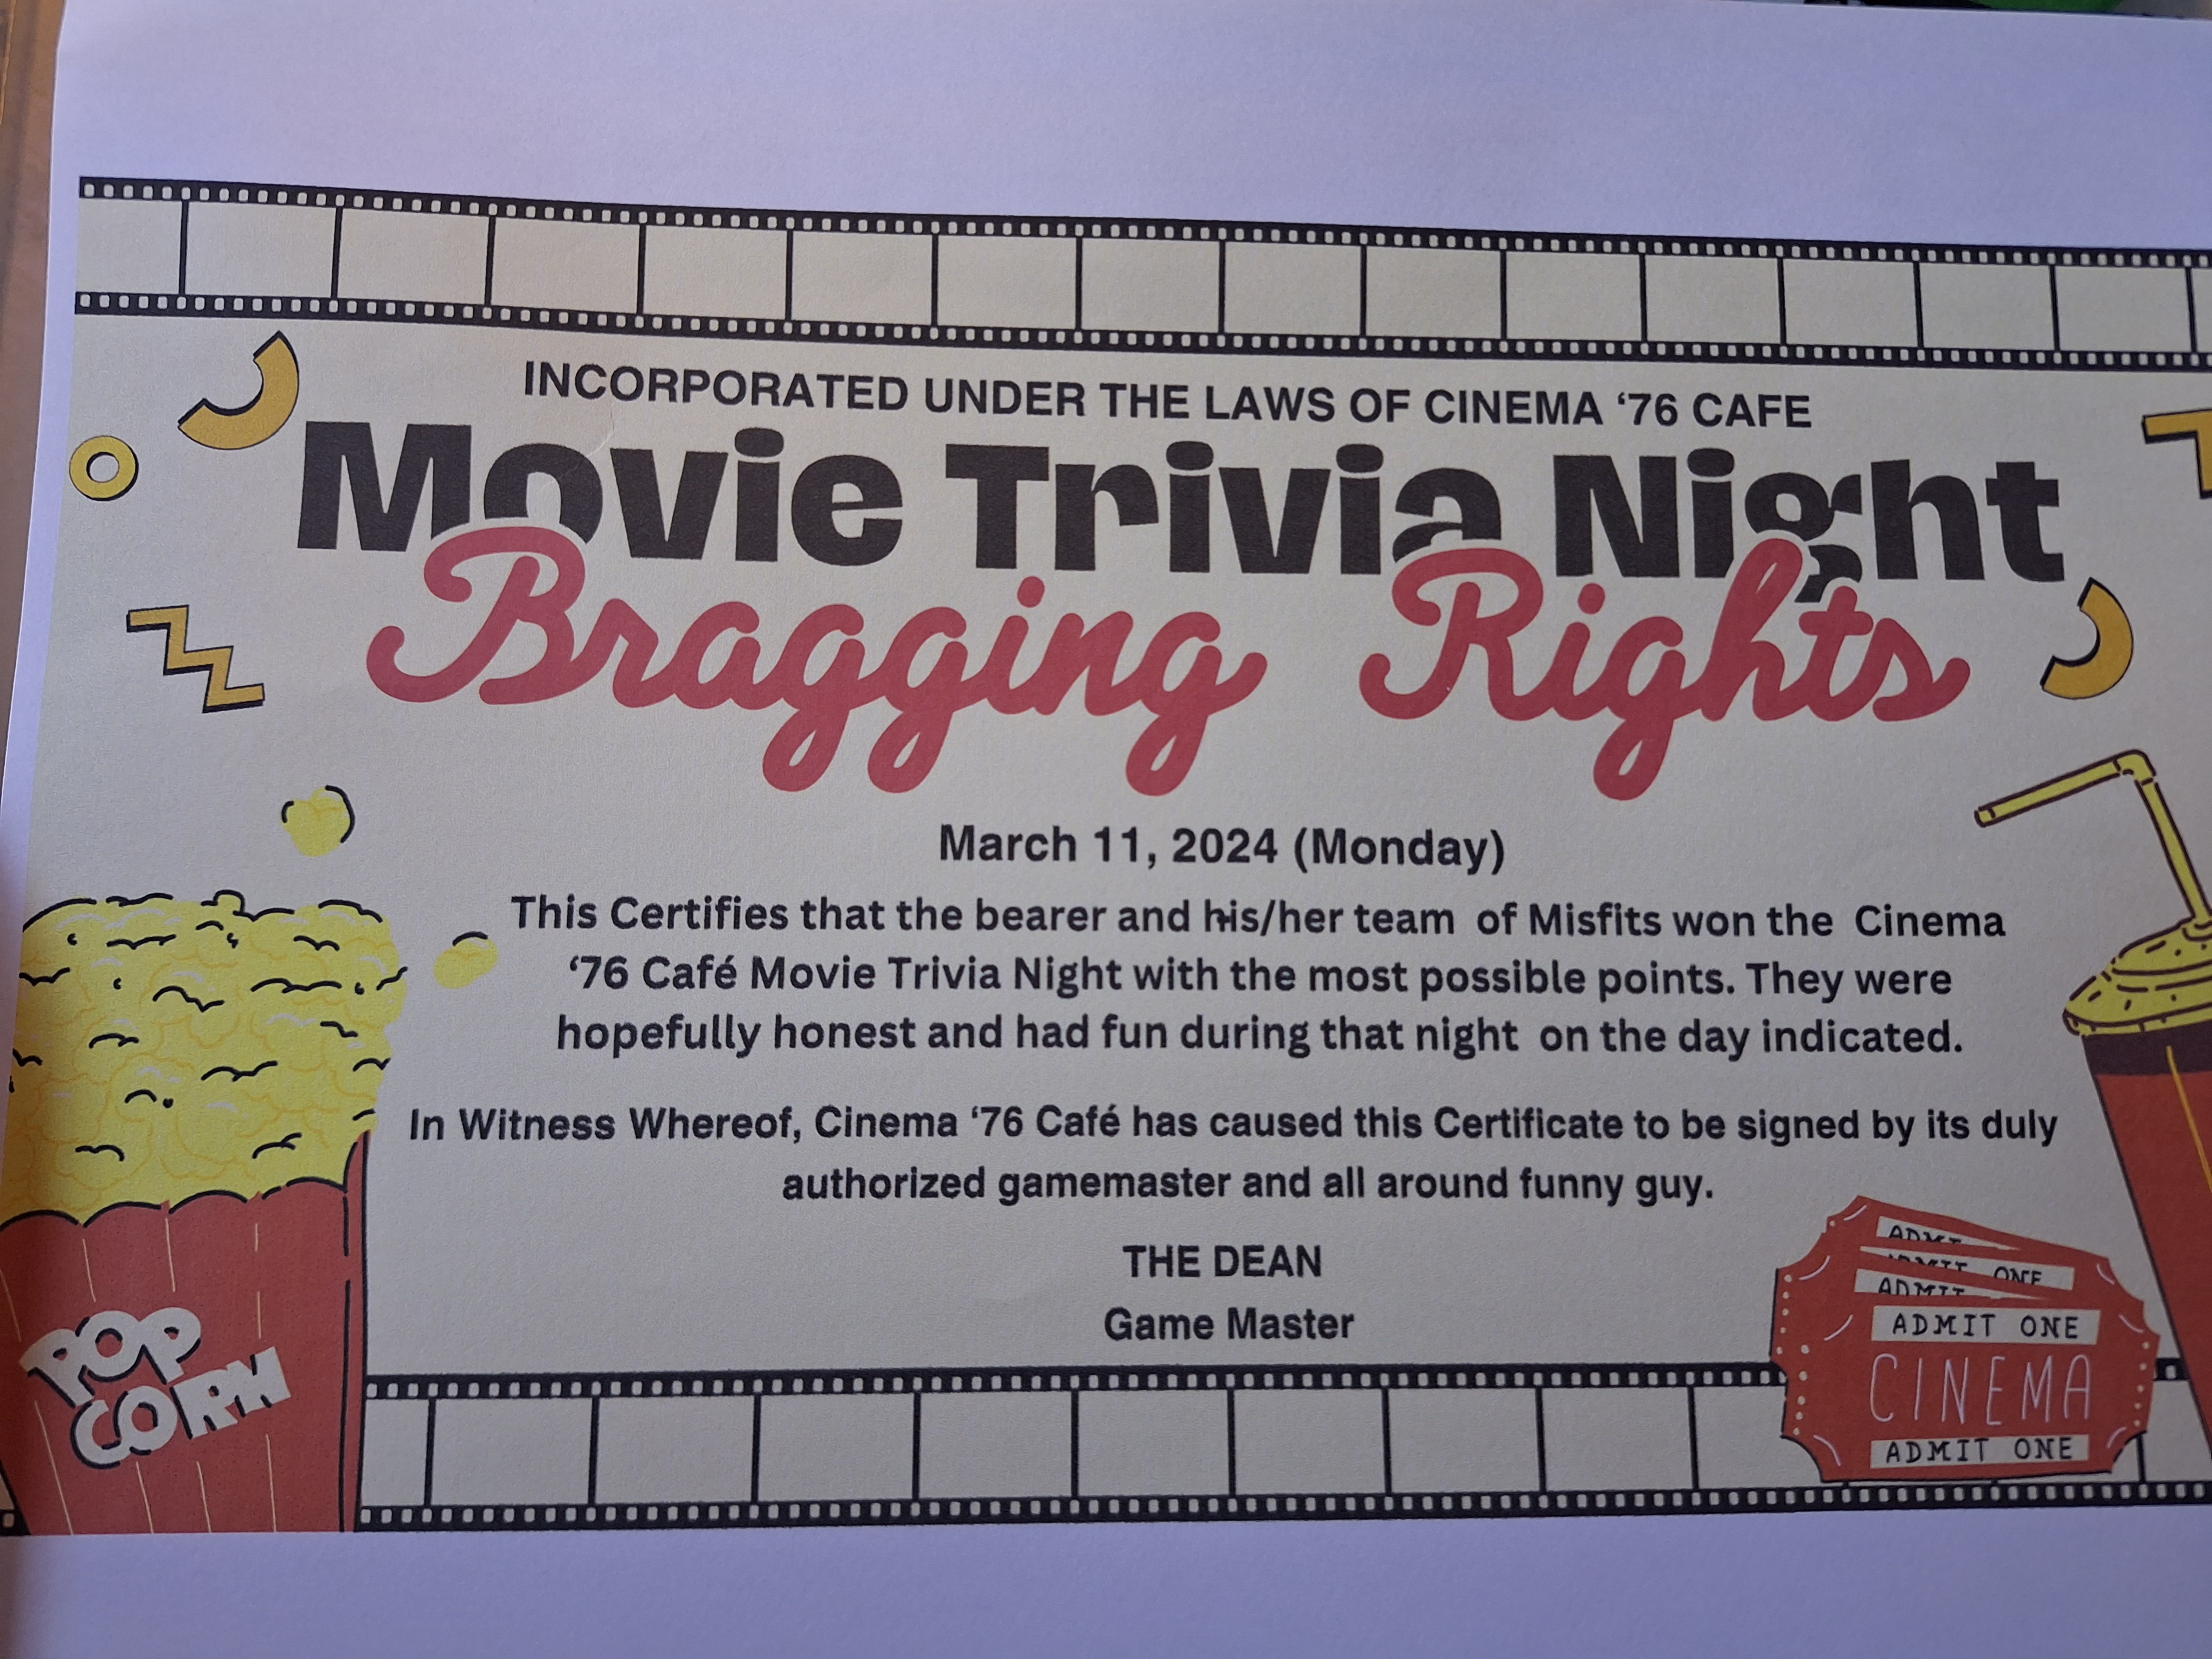 INCORPORATED UNDER THE LAWS OF CINEMA ‘76 CAFE
Movie Trivia Night
Bragging Rights
March 11, 2024 (Monday)
This Certifies that the bearer and his/her team of Misfits won the Cinema
‘76 Café Movie Trivia Night with the most possible points. They were
hopefully honest and had fun during that night on the day indicated.
In Witness Whereof, Cinema ‘76 Café has caused this Certificate to be signed by its duly
authorized gamemaster and all around funny guy.
THE DEAN
Game Master
POP
CORN
ADMIT ONE
ADMIT ONE
CINEMA
ADMIT ONE